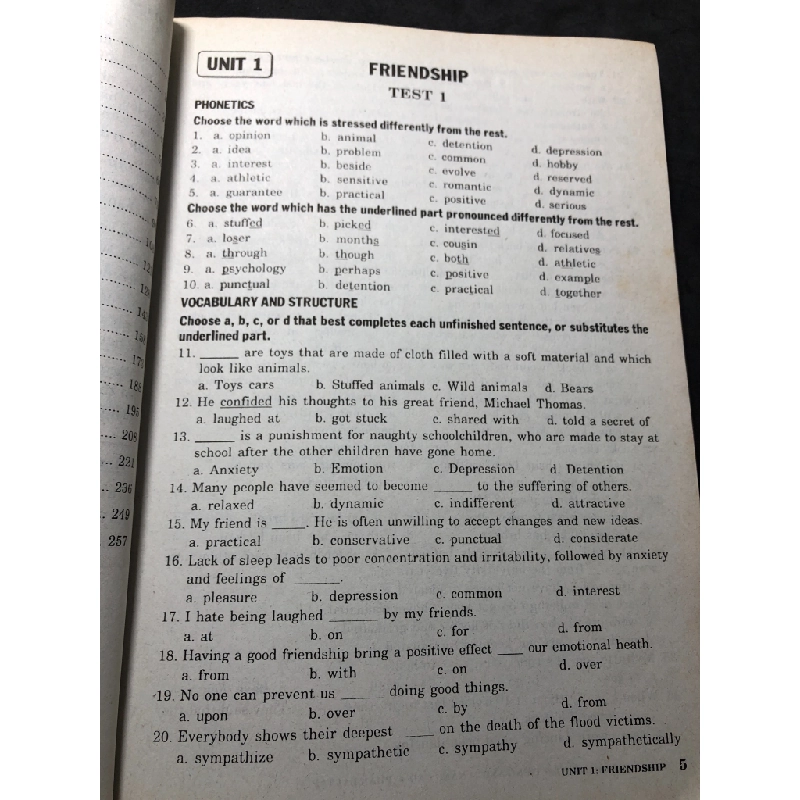 UNIT 1
FRIENDSHIP
TEST 1
PHONETICS
Choose the word which is stressed differently from the rest.
1. a. opinion b. animal c. detention d. depression
2. a. idea b. problem c. common d. hobby
3. a. interest b. beside c. evolve d. reserved
4. a. athletic b. sensitive c. romantic d. dynamic
5. a. guarantee b. practical c. positive d. serious
Choose the word which has the underlined part pronounced differently from the rest.
6. a. stuffed b. picked c. interested d. focused
7. a. loser b. months c. cousin d. relatives
8. a. through b. though c. both d. athletic
9. a. psychology b. perhaps c. positive d. example
10. a. punctual b. detention c. practical d. together
VOCABULARY AND STRUCTURE
Choose a, b, c, or d that best completes each unfinished sentence, or substitutes the
underlined part.
11. _____ are toys that are made of cloth filled with a soft material and which
look like animals.
a. Toys cars b. Stuffed animals c. Wild animals d. Bears
12. He confided his thoughts to his great friend, Michael Thomas.
a. laughed at b. got stuck c. shared with d. told a secret of
13. _____ is a punishment for naughty schoolchildren, who are made to stay at
school after the other children have gone home.
a. Anxiety b. Emotion c. Depression d. Detention
14. Many people have seemed to become _____ to the suffering of others.
a. relaxed b. dynamic c. indifferent d. attractive
15. My friend is _____. He is often unwilling to accept changes and new ideas.
a. practical b. conservative c. punctual d. considerate
16. Lack of sleep leads to poor concentration and irritability, followed by anxiety
and feelings of _____.
a. pleasure b. depression c. common d. interest
17. I hate being laughed _____ by my friends.
a. at b. on c. for d. from
18. Having a good friendship bring a positive effect ___ our emotional heath.
a. from b. with c. on d. over
19. No one can prevent us _____ doing good things.
a. upon b. over c. by d. from
20. Everybody shows their deepest ____ on the death of the flood victims.
a. sympathize b. sympathetic c. sympathy d. sympathetically
UNIT 1: FRIENDSHIP 5
195
208
221
236
249
257